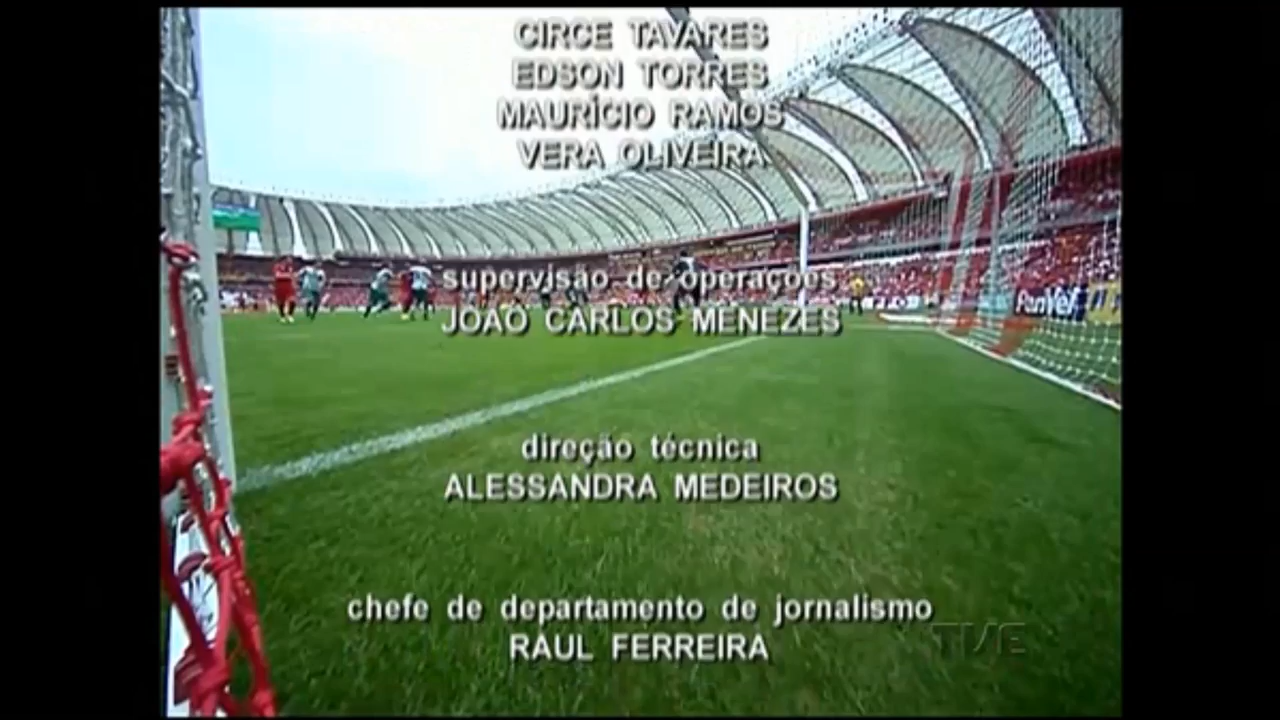 CIRCE TAVARES
EDSON TORRES
MAURÍCIO RAMOS
VERA OLIVEIRA
supervisão de operações
JOÃO CARLOS MENEZES
direção técnica
ALESSANDRA MEDEIROS
chefe de departamento de jornalismo
RAUL FERREIRA
TVE